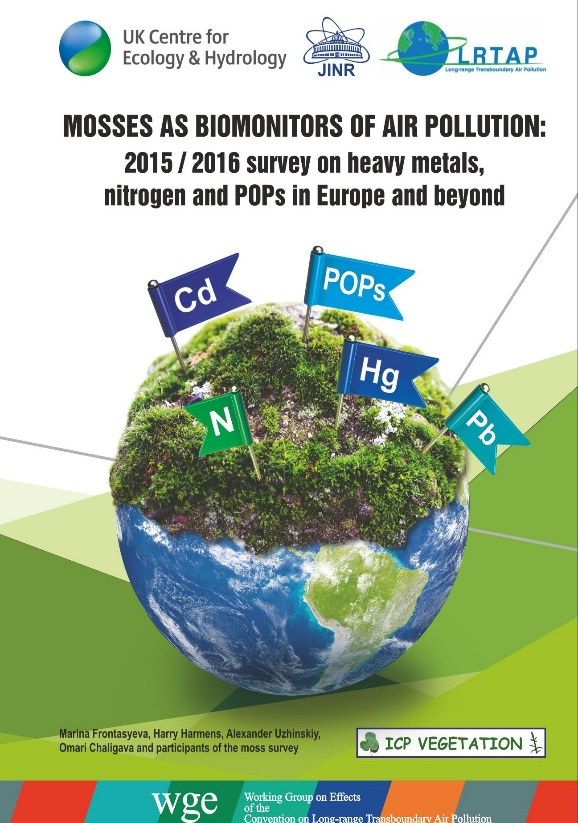 UK Centre for
Ecology & Hydrology
JINR
LRTAP
Long-range Transboundary Air Pollution
MOSSES AS BIOMONITORS OF AIR POLLUTION:
2015 / 2016 survey on heavy metals,
nitrogen and POPs in Europe and beyond
Cd
POPs
Hg
N
Pb
Marina Frontasyeva, Harry Harmens, Alexander Uzhinskiy,
Omari Chaligava and participants of the moss survey
ICP VEGETATION
wge
Working Group on Effects
of the
Convention on Long-range Transboundary Air Pollution